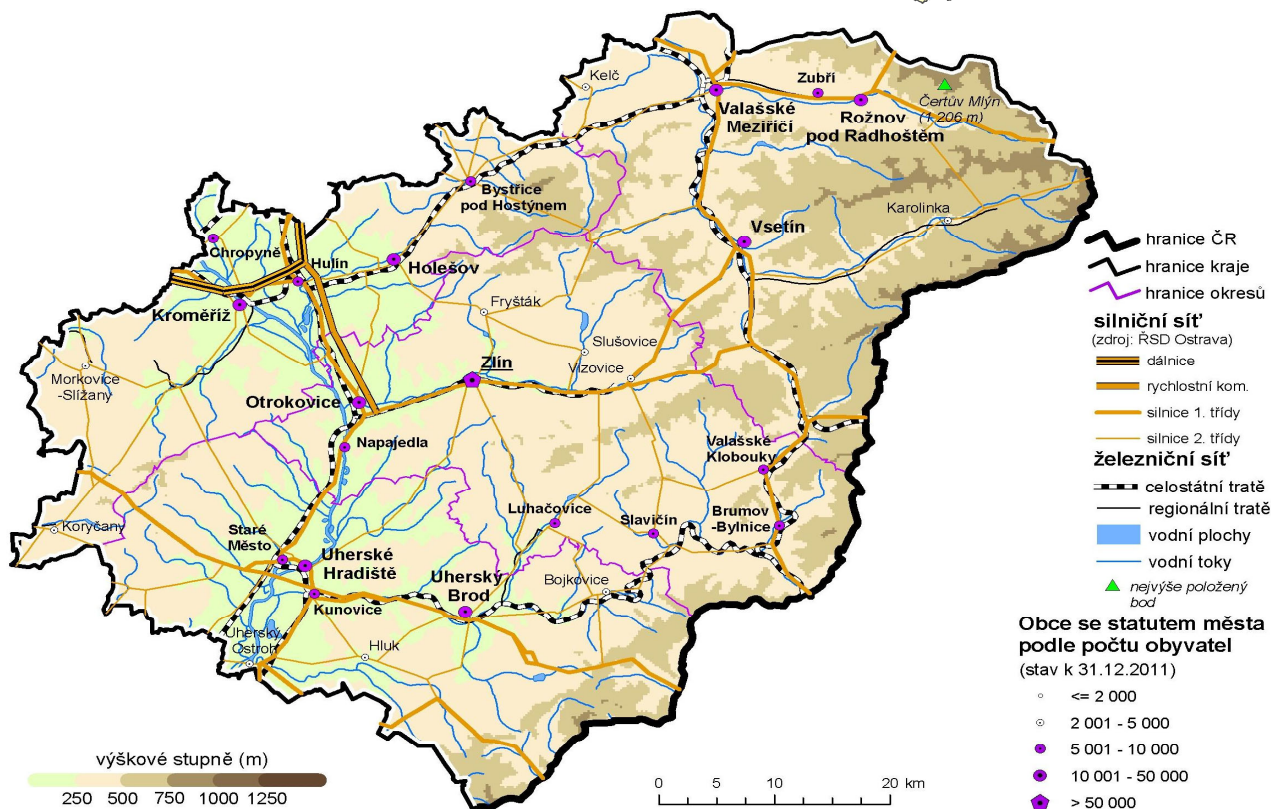 Kelč
Zubří
Valašské
Meziříčí
Rožnov
pod Radhoštěm
Čertův Mlýn
(1 206 m)
Bystřice
pod Hostýnem
Karolinka
Vsetín
Chropyně
Hulín
Holešov
Kroměříž
Fryšták
Slušovice
Vizovice
Zlín
Morkovice
-Slížany
Otrokovice
Napajedla
Valašské
Klobouky
Luhačovice
Slavičín
Brumov
-Bylnice
Koryčany
Staré
Město
Uherské
Hradiště
Uherský
Brod
Bojkovice
Kunovice
Uherský
Ostroh
Hluk
hranice ČR
hranice kraje
hranice okresů
silniční síť
(zdroj: ŘSD Ostrava)
dálnice
rychlostní kom.
silnice 1. třídy
silnice 2. třídy
železniční síť
celostátní tratě
regionální tratě
vodní plochy
vodní toky
nejvýše položený
bod
Obce se statutem města
podle počtu obyvatel
(stav k 31.12.2011)
<= 2 000
2 001 - 5 000
5 001 - 10 000
10 001 - 50 000
> 50 000
výškové stupně (m)
250 500 750 1000 1250
0 5 10 20 km